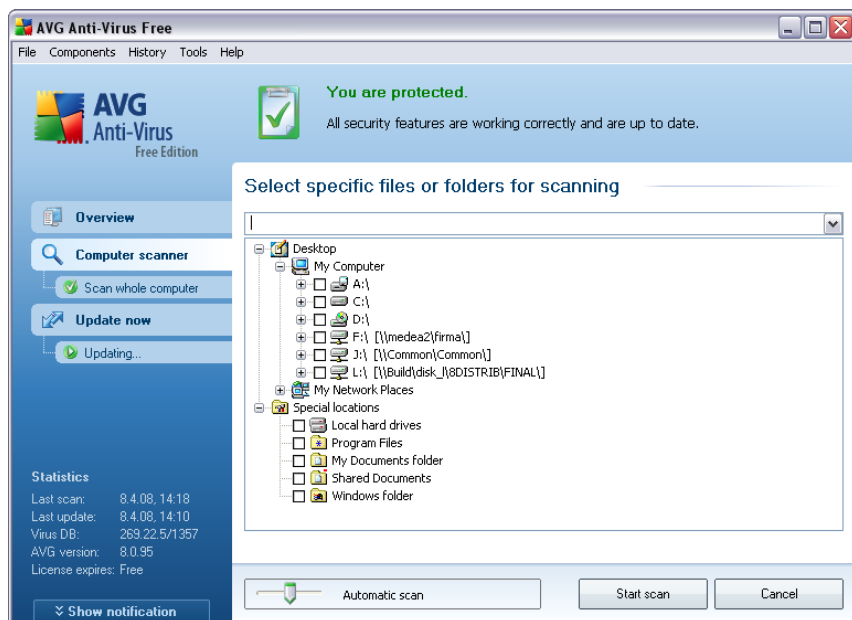 AVG Anti-Virus Free
File Components History Tools Help
AVG
Anti-Virus
Free Edition
You are protected.
All security features are working correctly and are up to date.
Overview
Computer scanner
Scan whole computer
Update now
Updating...
Statistics
Last scan: 8.4.08, 14:18
Last update: 8.4.08, 14:10
Virus DB: 269.22.5/1357
AVG version: 8.0.95
License expires: Free
Show notification
Select specific files or folders for scanning
Desktop
My Computer
A:\
C:\
D:\
F:\ [\\medea2\firma\]
J:\ [\\Common\Common\]
L:\ [\\Build\disk_l\8DISTRIB\FINAL\]
My Network Places
Special locations
Local hard drives
Program Files
My Documents folder
Shared Documents
Windows folder
Automatic scan
Start scan
Cancel